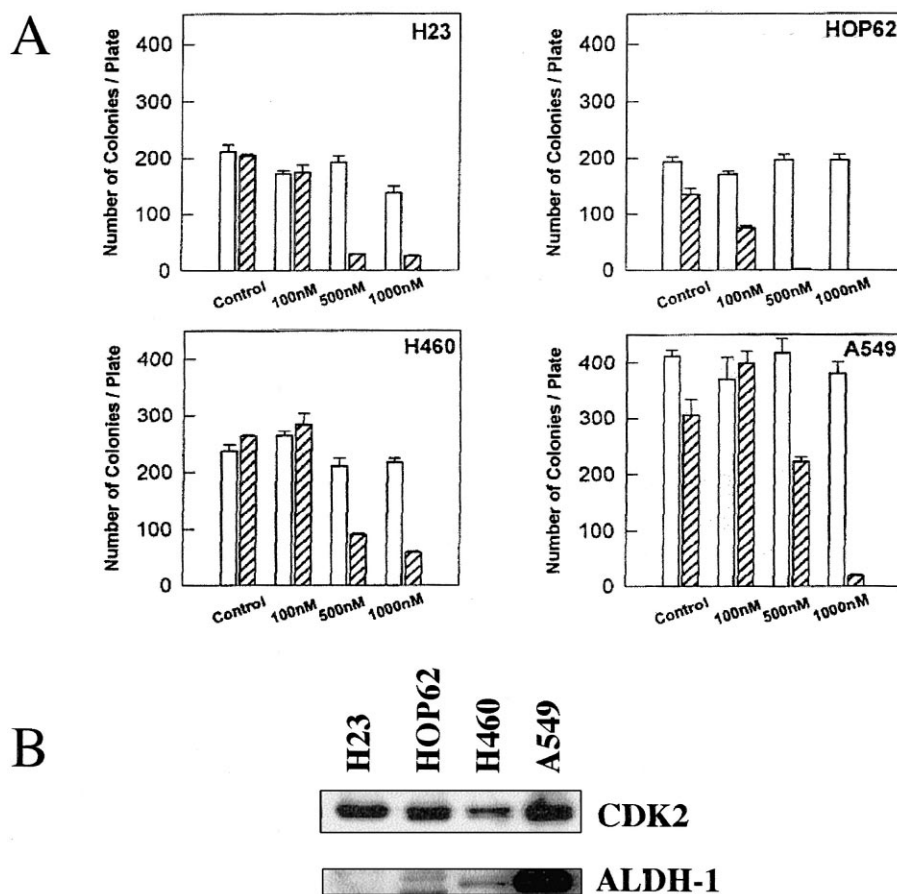 A
H23
Number of Colonies / Plate
400
300
200
100
0
Control
100nM
500nM
1000nM
HOP62
Number of Colonies / Plate
400
300
200
100
0
Control
100nM
500nM
1000nM
H460
Number of Colonies / Plate
400
300
200
100
0
Control
100nM
500nM
1000nM
A549
Number of Colonies / Plate
400
300
200
100
0
Control
100nM
500nM
1000nM
B
H23
HOP62
H460
A549
CDK2
ALDH-1